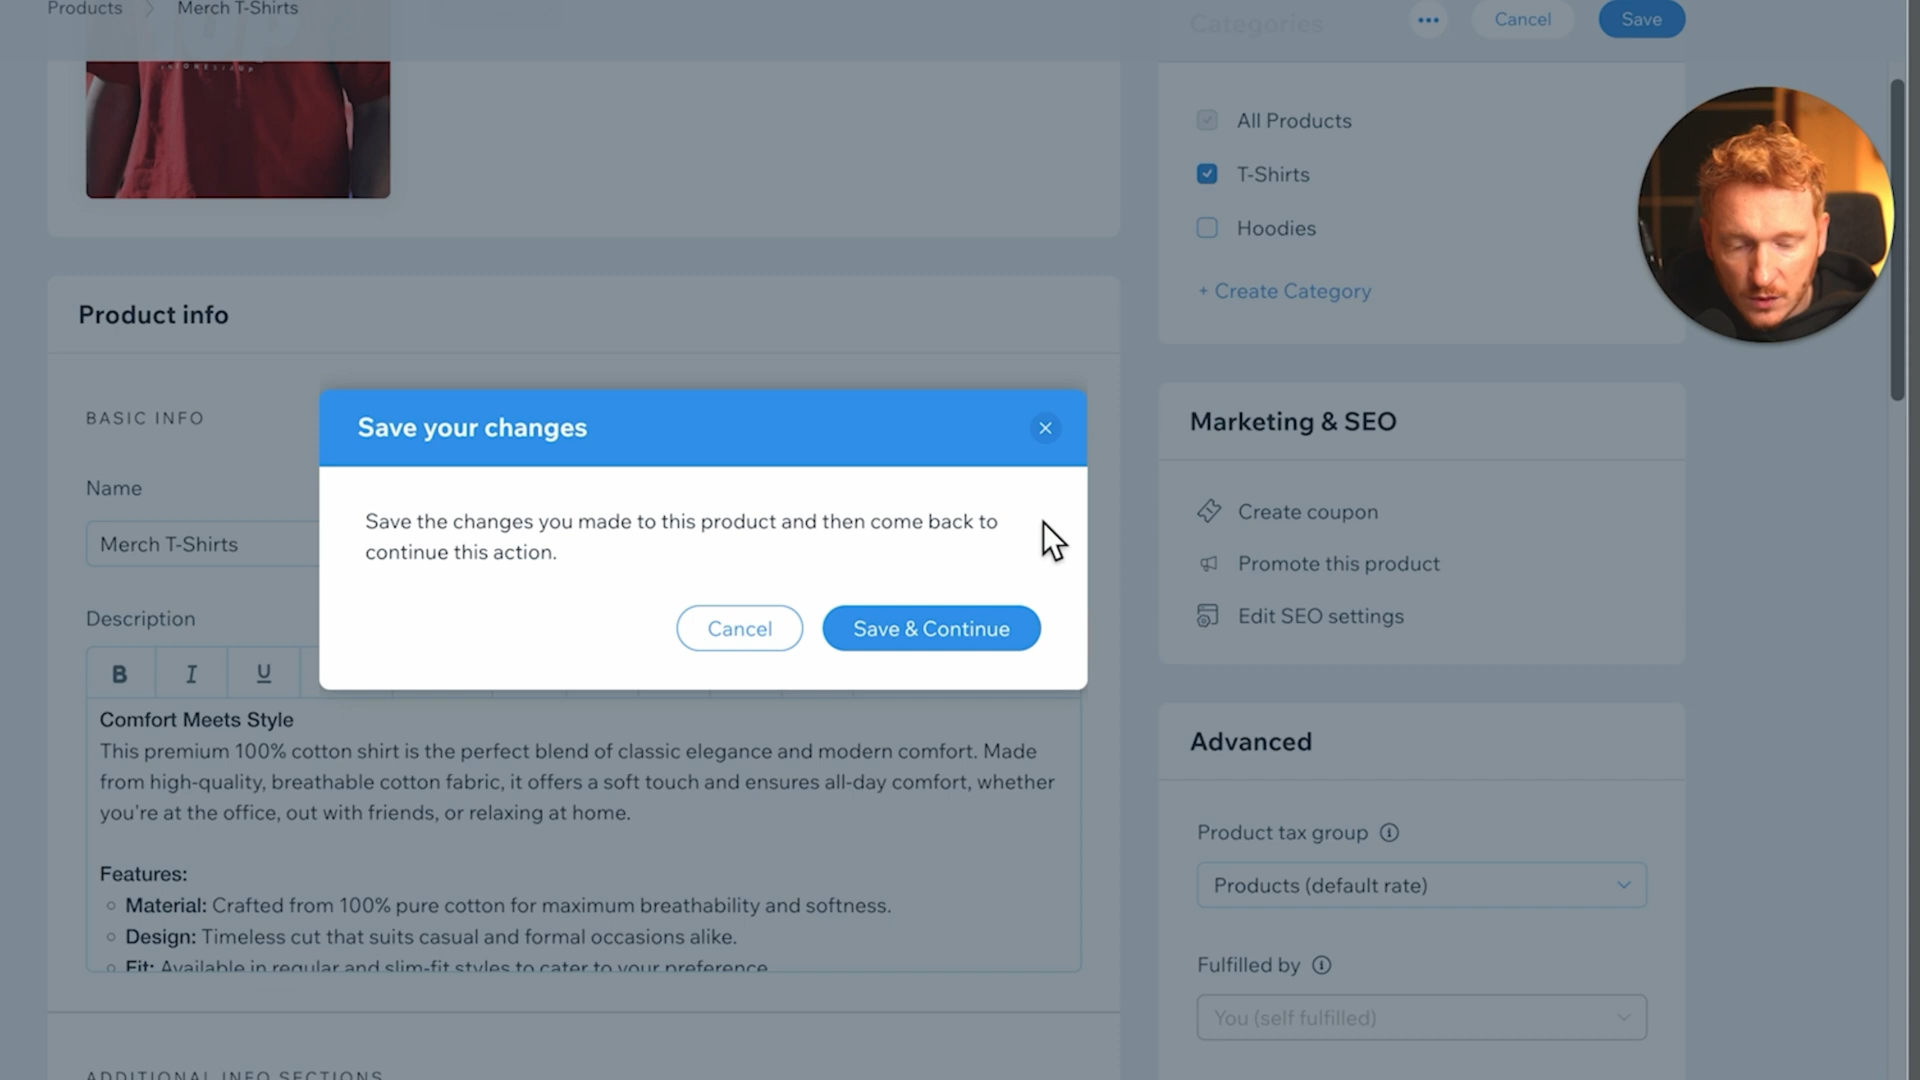 Products > Merch T-Shirts
Categories
Cancel
Save
All Products
T-Shirts
Hoodies
+ Create Category
Product info
BASIC INFO
Name
Merch T-Shirts
Description
B I U
Save your changes
Save the changes you made to this product and then come back to
continue this action.
Cancel
Save & Continue
Comfort Meets Style
This premium 100% cotton shirt is the perfect blend of classic elegance and modern comfort. Made
from high-quality, breathable cotton fabric, it offers a soft touch and ensures all-day comfort, whether
you're at the office, out with friends, or relaxing at home.
Features:
Material: Crafted from 100% pure cotton for maximum breathability and softness.
Design: Timeless cut that suits casual and formal occasions alike.
Fit: Available in regular and slim-fit styles to cater to your preference
ADDITIONAL INFO SECTIONS
Marketing & SEO
Create coupon
Promote this product
Edit SEO settings
Advanced
Product tax group
Products (default rate)
Fulfilled by
You (self fulfilled)